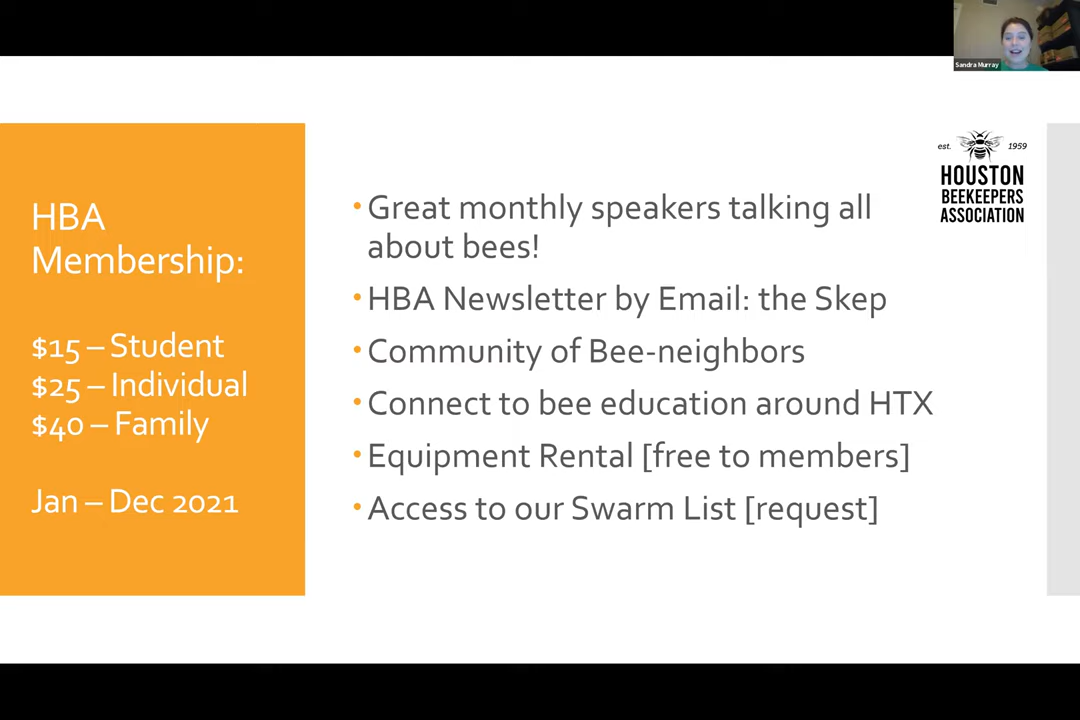 Sandra Murray
est. 1959
HOUSTON
BEEKEEPERS
ASSOCIATION
HBA
Membership:
$15 – Student
$25 – Individual
$40 – Family
Jan – Dec 2021
• Great monthly speakers talking all
about bees!
• HBA Newsletter by Email: the Skep
• Community of Bee-neighbors
• Connect to bee education around HTX
• Equipment Rental [free to members]
• Access to our Swarm List [request]